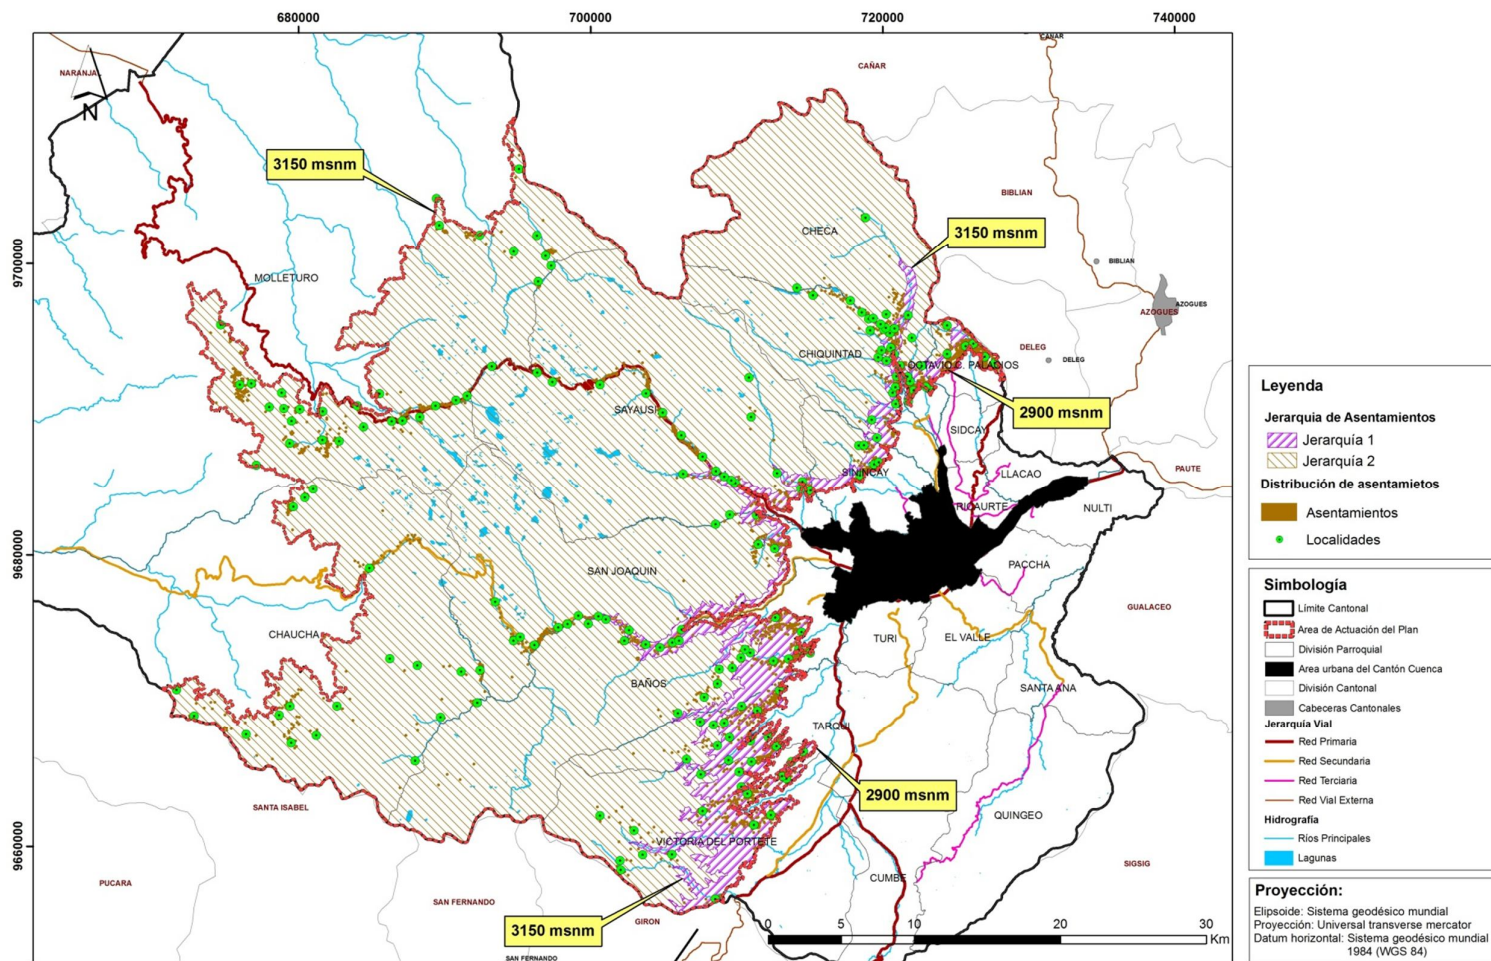 680000
700000
720000
740000
CAÑAR
NARANJAL
CAÑAR
N
3150 msnm
BIBLIAN
CHECA
3150 msnm
9700000
BIBLIAN
MOLLETURO
AZOGUES
AZOGUES
DELEG
CHIQUINTAD
DELEG
OCTAVIO C. PALACIOS
2900 msnm
SAYAUSI
SIDCAY
SININCAY
LLACAO
PAUTE
RICAURTE
NULTI
9680000
SAN JOAQUIN
PACCHA
GUALACEO
CHAUCHA
TURI
EL VALLE
BAÑOS
SANTA ANA
TARQUI
2900 msnm
SANTA ISABEL
QUINGEO
9660000
VICTORIA DEL PORTETE
SIGSIG
PUCARA
CUMBE
SAN FERNANDO
GIRON
3150 msnm
0
5
10
20
30
Km
SAN FERNANDO
Leyenda
Jerarquia de Asentamientos
Jerarquía 1
Jerarquía 2
Distribución de asentamietos
Asentamientos
Localidades
Simbología
Límite Cantonal
Area de Actuación del Plan
División Parroquial
Area urbana del Cantón Cuenca
División Cantonal
Cabeceras Cantonales
Jerarquía Vial
Red Primaria
Red Secundaria
Red Terciaria
Red Vial Externa
Hidrografía
Ríos Principales
Lagunas
Proyección:
Elipsoide: Sistema geodésico mundial
Proyección: Universal transverse mercator
Datum horizontal: Sistema geodésico mundial
1984 (WGS 84)